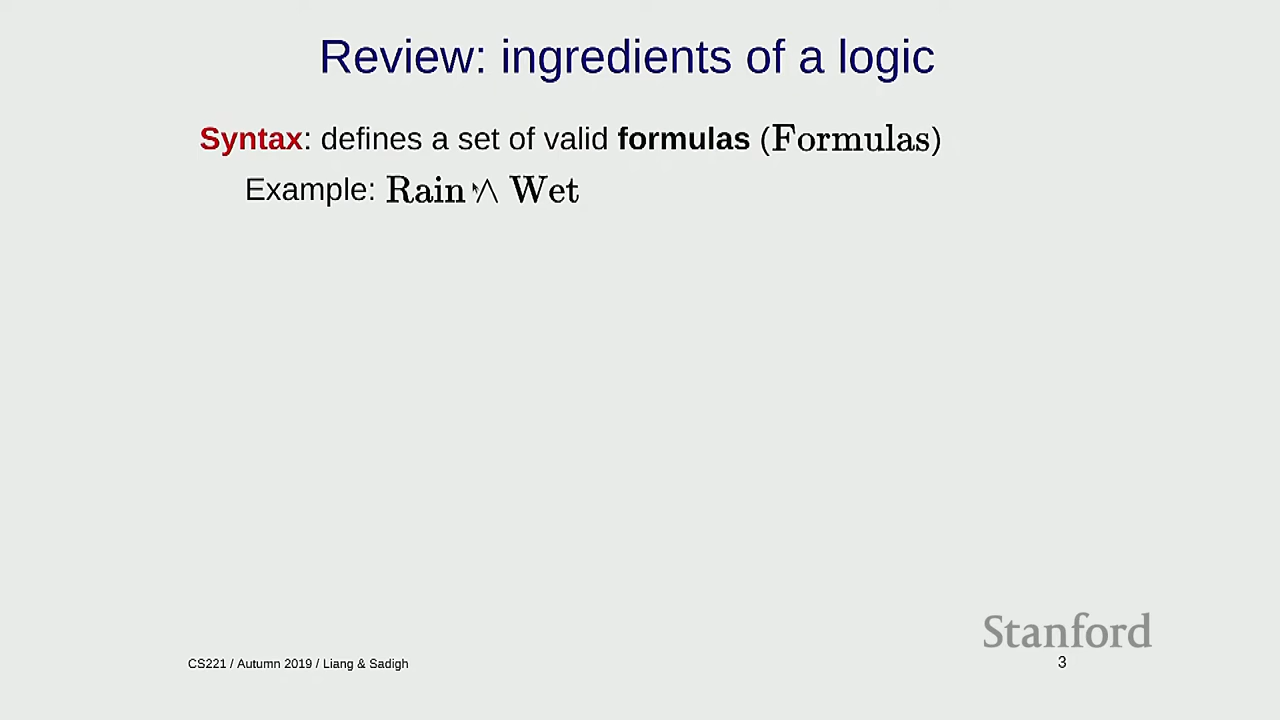 Review: ingredients of a logic
Syntax: defines a set of valid formulas (Formulas)
Example: Rain ∧ Wet
Stanford
CS221 / Autumn 2019 / Liang & Sadigh
3